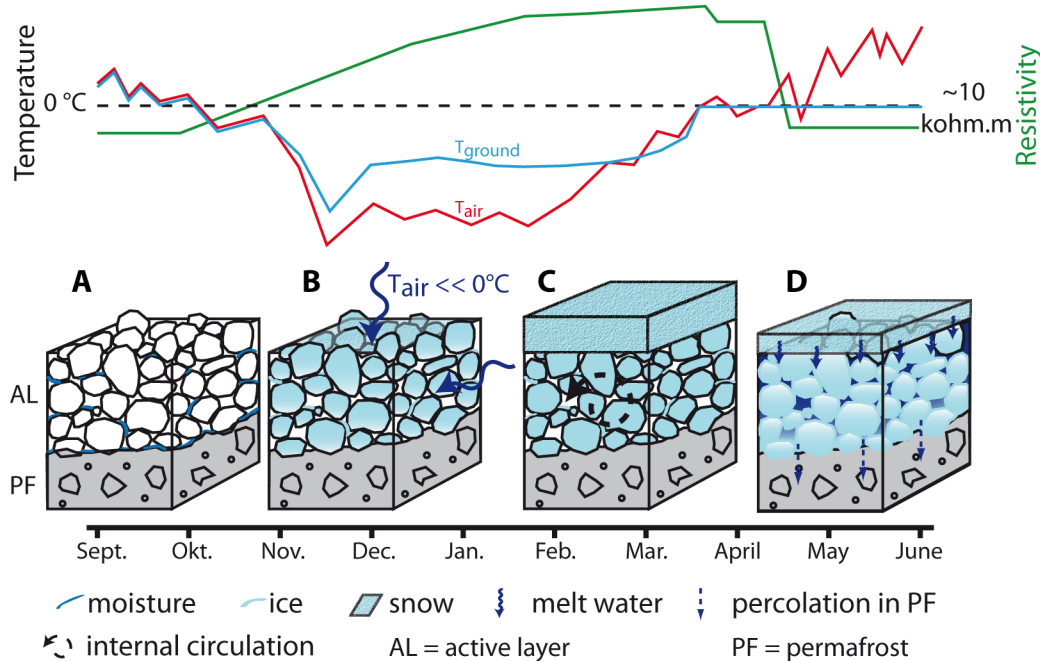 Temperature
0 °C
Tground
Tair
~10
kohm.m
Resistivity
A
B
Tair << 0°C
C
D
AL
PF
Sept. Okt. Nov. Dec. Jan. Feb. Mar. April May June
moisture ice snow melt water percolation in PF
internal circulation AL = active layer PF = permafrost